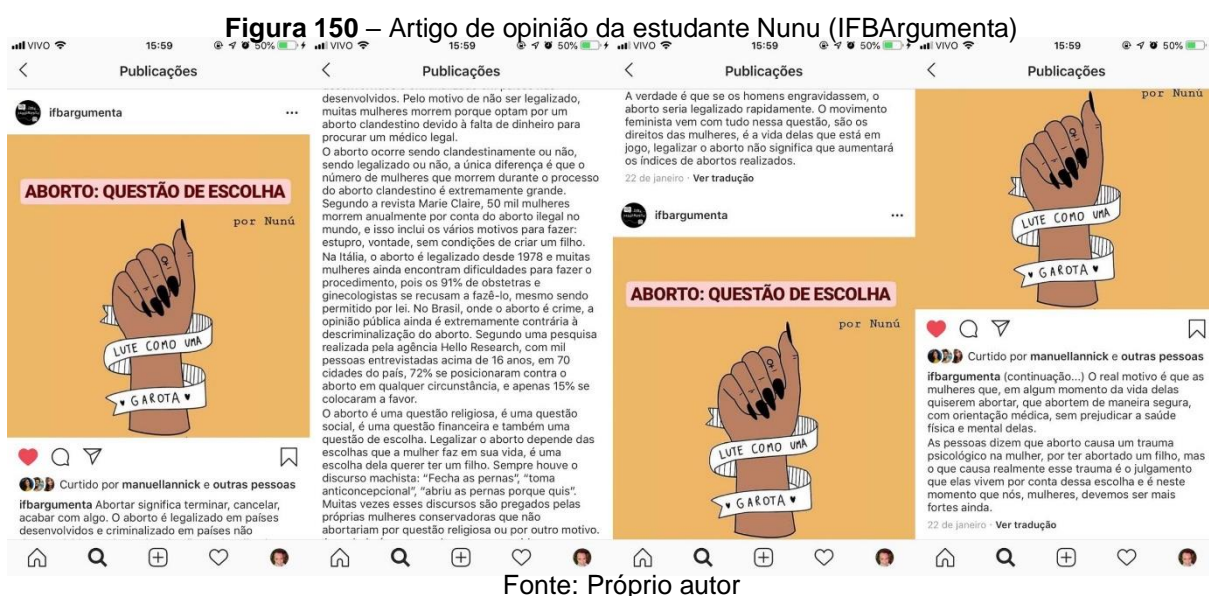 Figura 150 – Artigo de opinião da estudante Nunu (IFBArgumenta)
VIVO 15:59 50%
Publicações
ifbargumenta
ABORTO: QUESTÃO DE ESCOLHA
por Nunú
LUTE COMO UMA
GAROTA
Curtido por manuellannick e outras pessoas
ifbargumenta Abortar significa terminar, cancelar,
acabar com algo. O aborto é legalizado em países
desenvolvidos e criminalizado em países não
VIVO 15:59 50%
Publicações
desenvolvidos. Pelo motivo de não ser legalizado,
muitas mulheres morrem porque optam por um
aborto clandestino devido à falta de dinheiro para
procurar um médico legal.
O aborto ocorre sendo clandestinamente ou não,
sendo legalizado ou não, a única diferença é que o
número de mulheres que morrem durante o processo
do aborto clandestino é extremamente grande.
Segundo a revista Marie Claire, 50 mil mulheres
morrem anualmente por conta do aborto ilegal no
mundo, e isso inclui os vários motivos para fazer:
estupro, vontade, sem condições de criar um filho.
Na Itália, o aborto é legalizado desde 1978 e muitas
mulheres ainda encontram dificuldades para fazer o
procedimento, pois os 91% de obstetras e
ginecologistas se recusam a fazê-lo, mesmo sendo
permitido por lei. No Brasil, onde o aborto é crime, a
opinião pública ainda é extremamente contrária à
descriminalização do aborto. Segundo uma pesquisa
realizada pela agência Hello Research, com mil
pessoas entrevistadas acima de 16 anos, em 70
cidades do país, 72% se posicionaram contra o
aborto em qualquer circunstância, e apenas 15% se
colocaram a favor.
O aborto é uma questão religiosa, é uma questão
social, é uma questão financeira e também uma
questão de escolha. Legalizar o aborto depende das
escolhas que a mulher faz em sua vida, é uma
escolha dela querer ter um filho. Sempre houve o
discurso machista: "Fecha as pernas", "toma
anticoncepcional", "abriu as pernas porque quis".
Muitas vezes esses discursos são pregados pelas
próprias mulheres conservadoras que não
abortariam por questão religiosa ou por outro motivo.
VIVO 15:59 50%
Publicações
A verdade é que se os homens engravidassem, o
aborto seria legalizado rapidamente. O movimento
feminista vem com tudo nessa questão, são os
direitos das mulheres, é a vida delas que está em
jogo, legalizar o aborto não significa que aumentará
os índices de abortos realizados.
22 de janeiro · Ver tradução
ifbargumenta
ABORTO: QUESTÃO DE ESCOLHA
por Nunú
LUTE COMO UMA
GAROTA
VIVO 15:59 50%
Publicações
por Nunú
LUTE COMO UMA
GAROTA
Curtido por manuellannick e outras pessoas
ifbargumenta (continuação...) O real motivo é que as
mulheres que, em algum momento da vida delas
quiserem abortar, que abortem de maneira segura,
com orientação médica, sem prejudicar a saúde
física e mental delas.
As pessoas dizem que aborto causa um trauma
psicológico na mulher, por ter abortado um filho, mas
o que causa realmente esse trauma é o julgamento
que elas vivem por conta dessa escolha e é neste
momento que nós, mulheres, devemos ser mais
fortes ainda.
22 de janeiro · Ver tradução
Fonte: Próprio autor